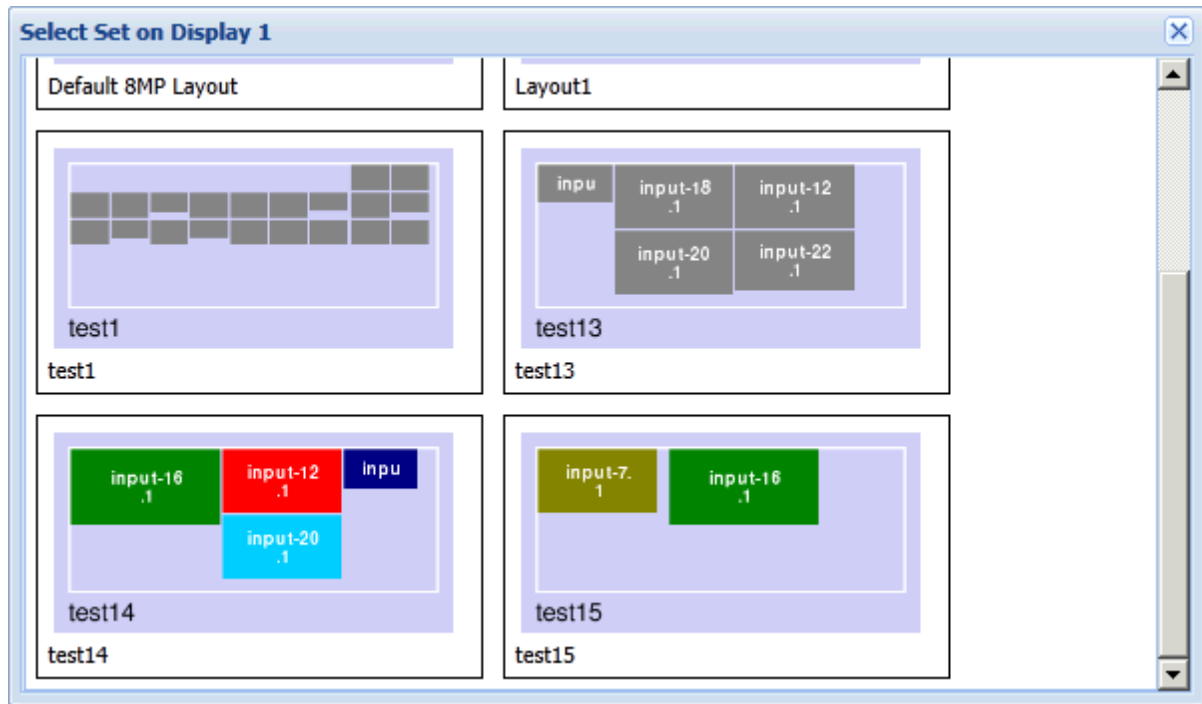 Select Set on Display 1
Default 8MP Layout
Layout1
test1
test1
inpu
input-18
.1
input-12
.1
input-20
.1
input-22
.1
test13
test13
input-16
.1
input-12
.1
inpu
input-20
.1
test14
test14
input-7.
1
input-16
.1
test15
test15